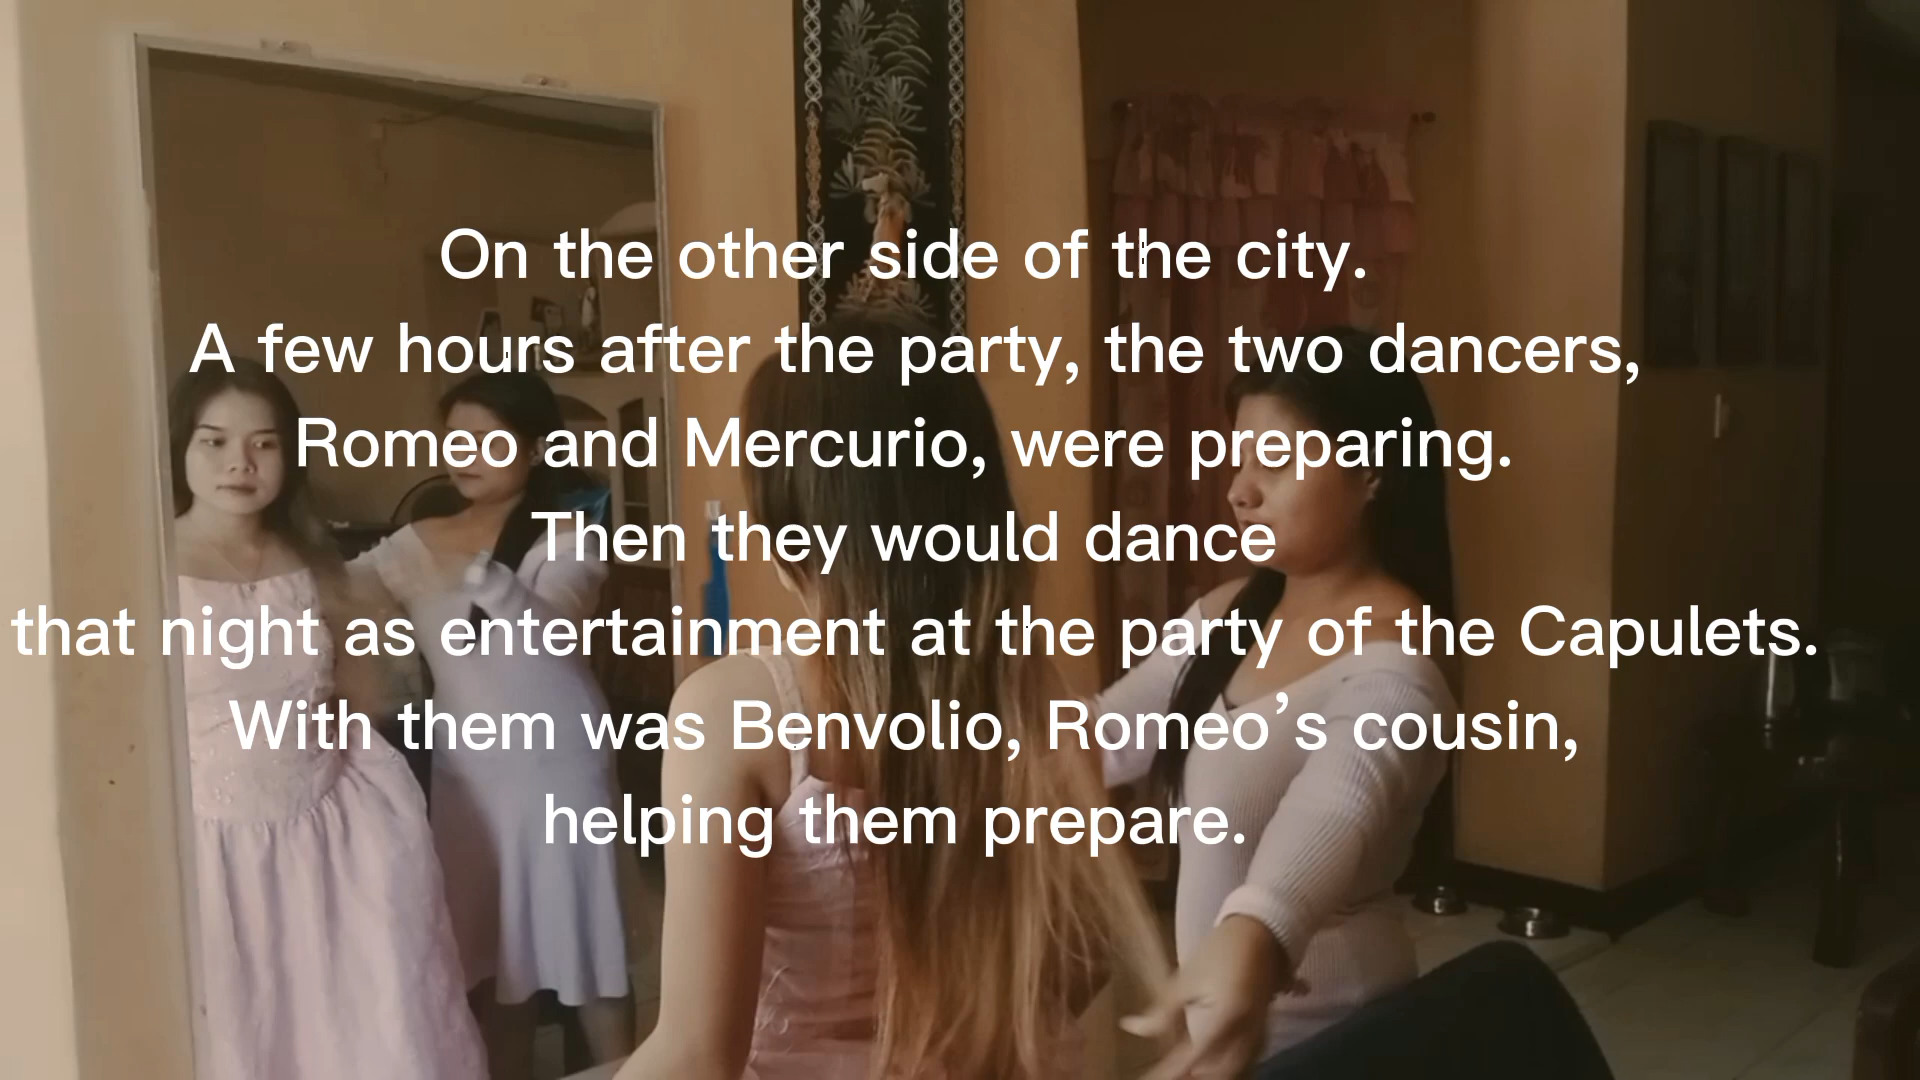 On the other side of the city.
A few hours after the party, the two dancers,
Romeo and Mercurio, were preparing.
Then they would dance
that night as entertainment at the party of the Capulets.
With them was Benvolio, Romeo’s cousin,
helping them prepare.